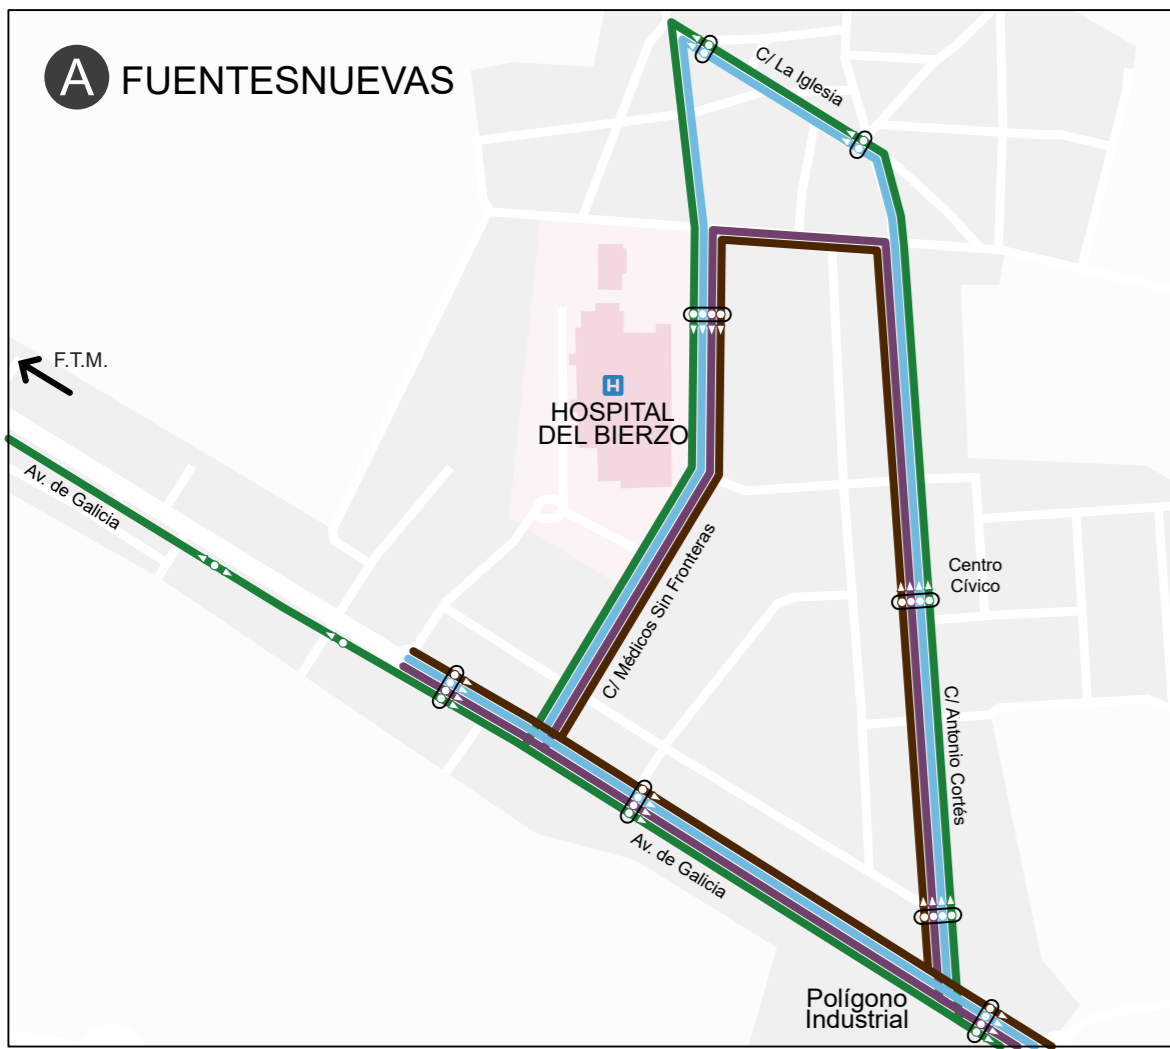 A FUENTESNUEVAS
C/ La Iglesia
F.T.M.
H
HOSPITAL
DEL BIERZO
Av. de Galicia
C/ Médicos Sin Fronteras
Centro
Cívico
C/ Antonio Cortés
Av. de Galicia
Polígono
Industrial